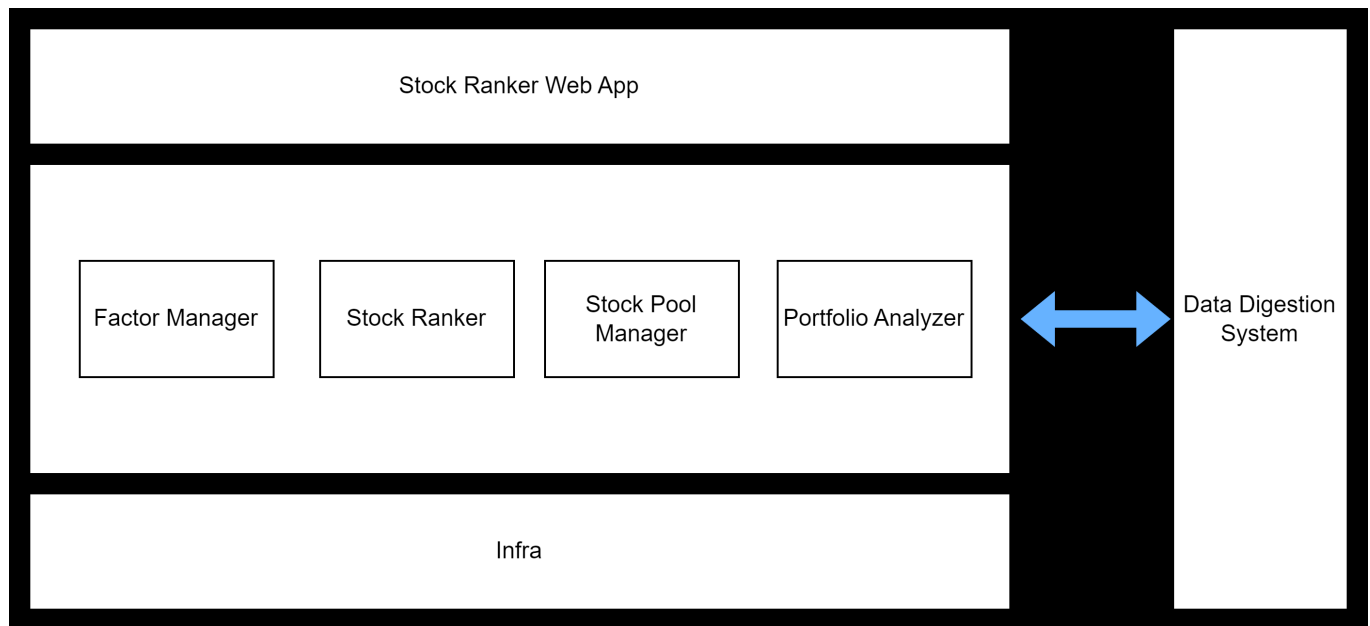 Stock Ranker Web App
Factor Manager
Stock Ranker
Stock Pool
Manager
Portfolio Analyzer
Data Digestion
System
Infra